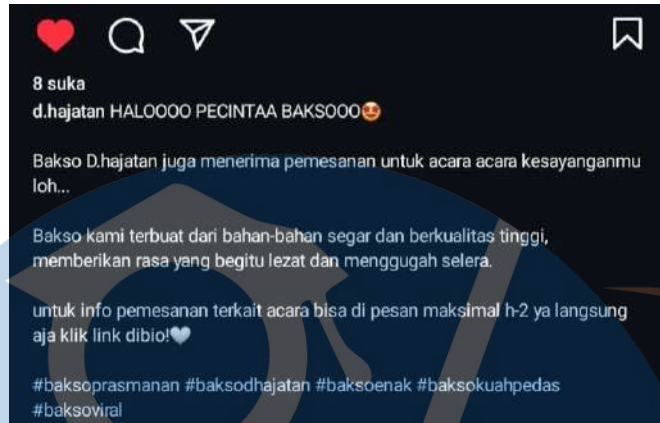 8 suka
d.hajatan HALOOOO PECINTAA BAKSOOO🤩
Bakso D.hajatan juga menerima pemesanan untuk acara acara kesayanganmu
loh...
Bakso kami terbuat dari bahan-bahan segar dan berkualitas tinggi,
memberikan rasa yang begitu lezat dan menggugah selera.
untuk info pemesanan terkait acara bisa di pesan maksimal h-2 ya langsung
aja klik link dibio!🤍
#baksoprasmanan #baksodhajatan #baksoenak #baksokuahpedas
#baksoviral